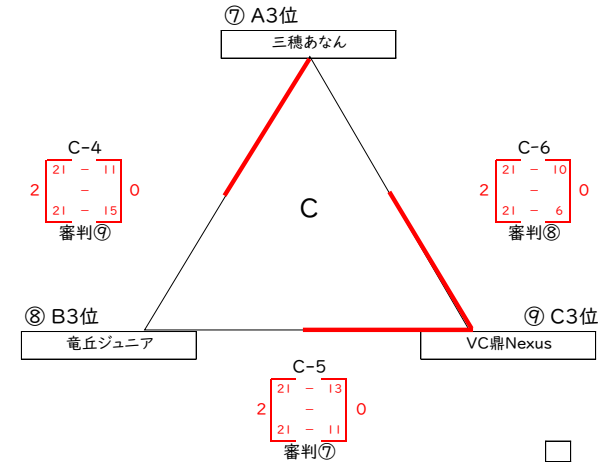 ⑦ A3位
三穂あなん
C-4
21 - 11
2 - 0
21 - 15
審判⑨
C-6
21 - 10
2 - 0
21 - 6
審判⑧
C
⑧ B3位
竜丘ジュニア
⑨ C3位
VC鼎Nexus
C-5
21 - 13
2 - 0
21 - 11
審判⑦